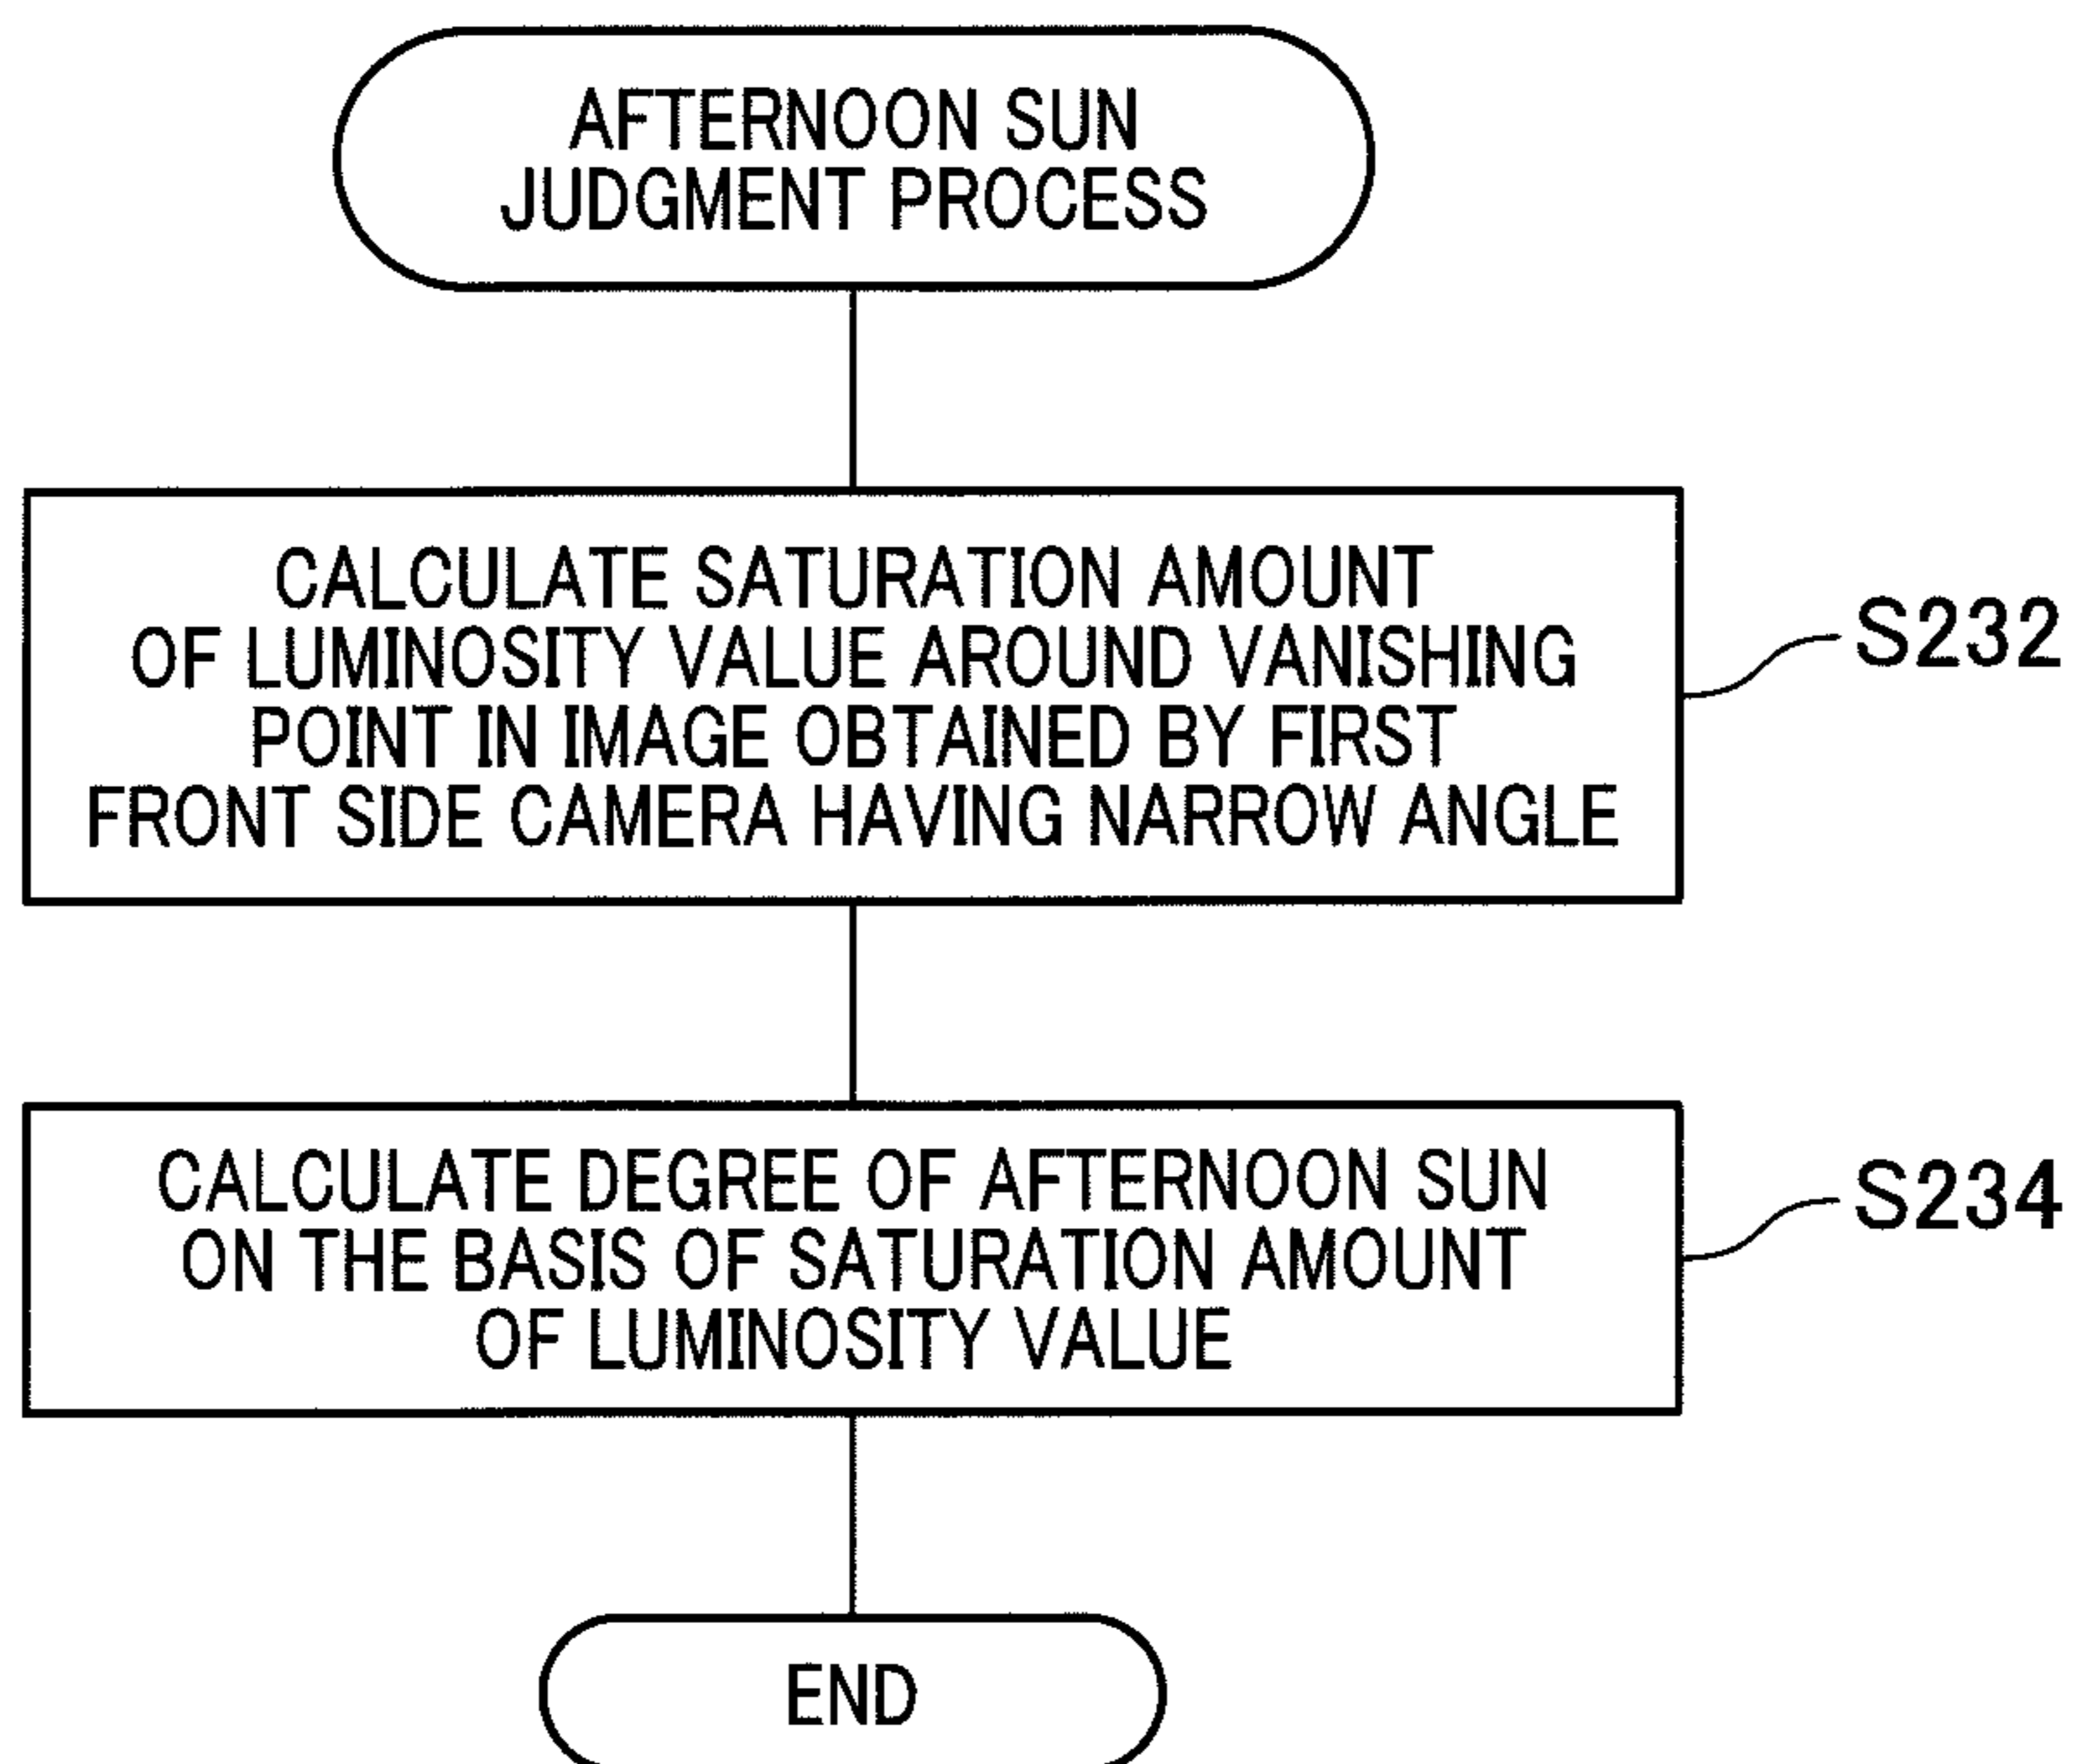 AFTERNOON SUN
JUDGMENT PROCESS
CALCULATE SATURATION AMOUNT
OF LUMINOSITY VALUE AROUND VANISHING
POINT IN IMAGE OBTAINED BY FIRST
FRONT SIDE CAMERA HAVING NARROW ANGLE
S232
CALCULATE DEGREE OF AFTERNOON SUN
ON THE BASIS OF SATURATION AMOUNT
OF LUMINOSITY VALUE
S234
END